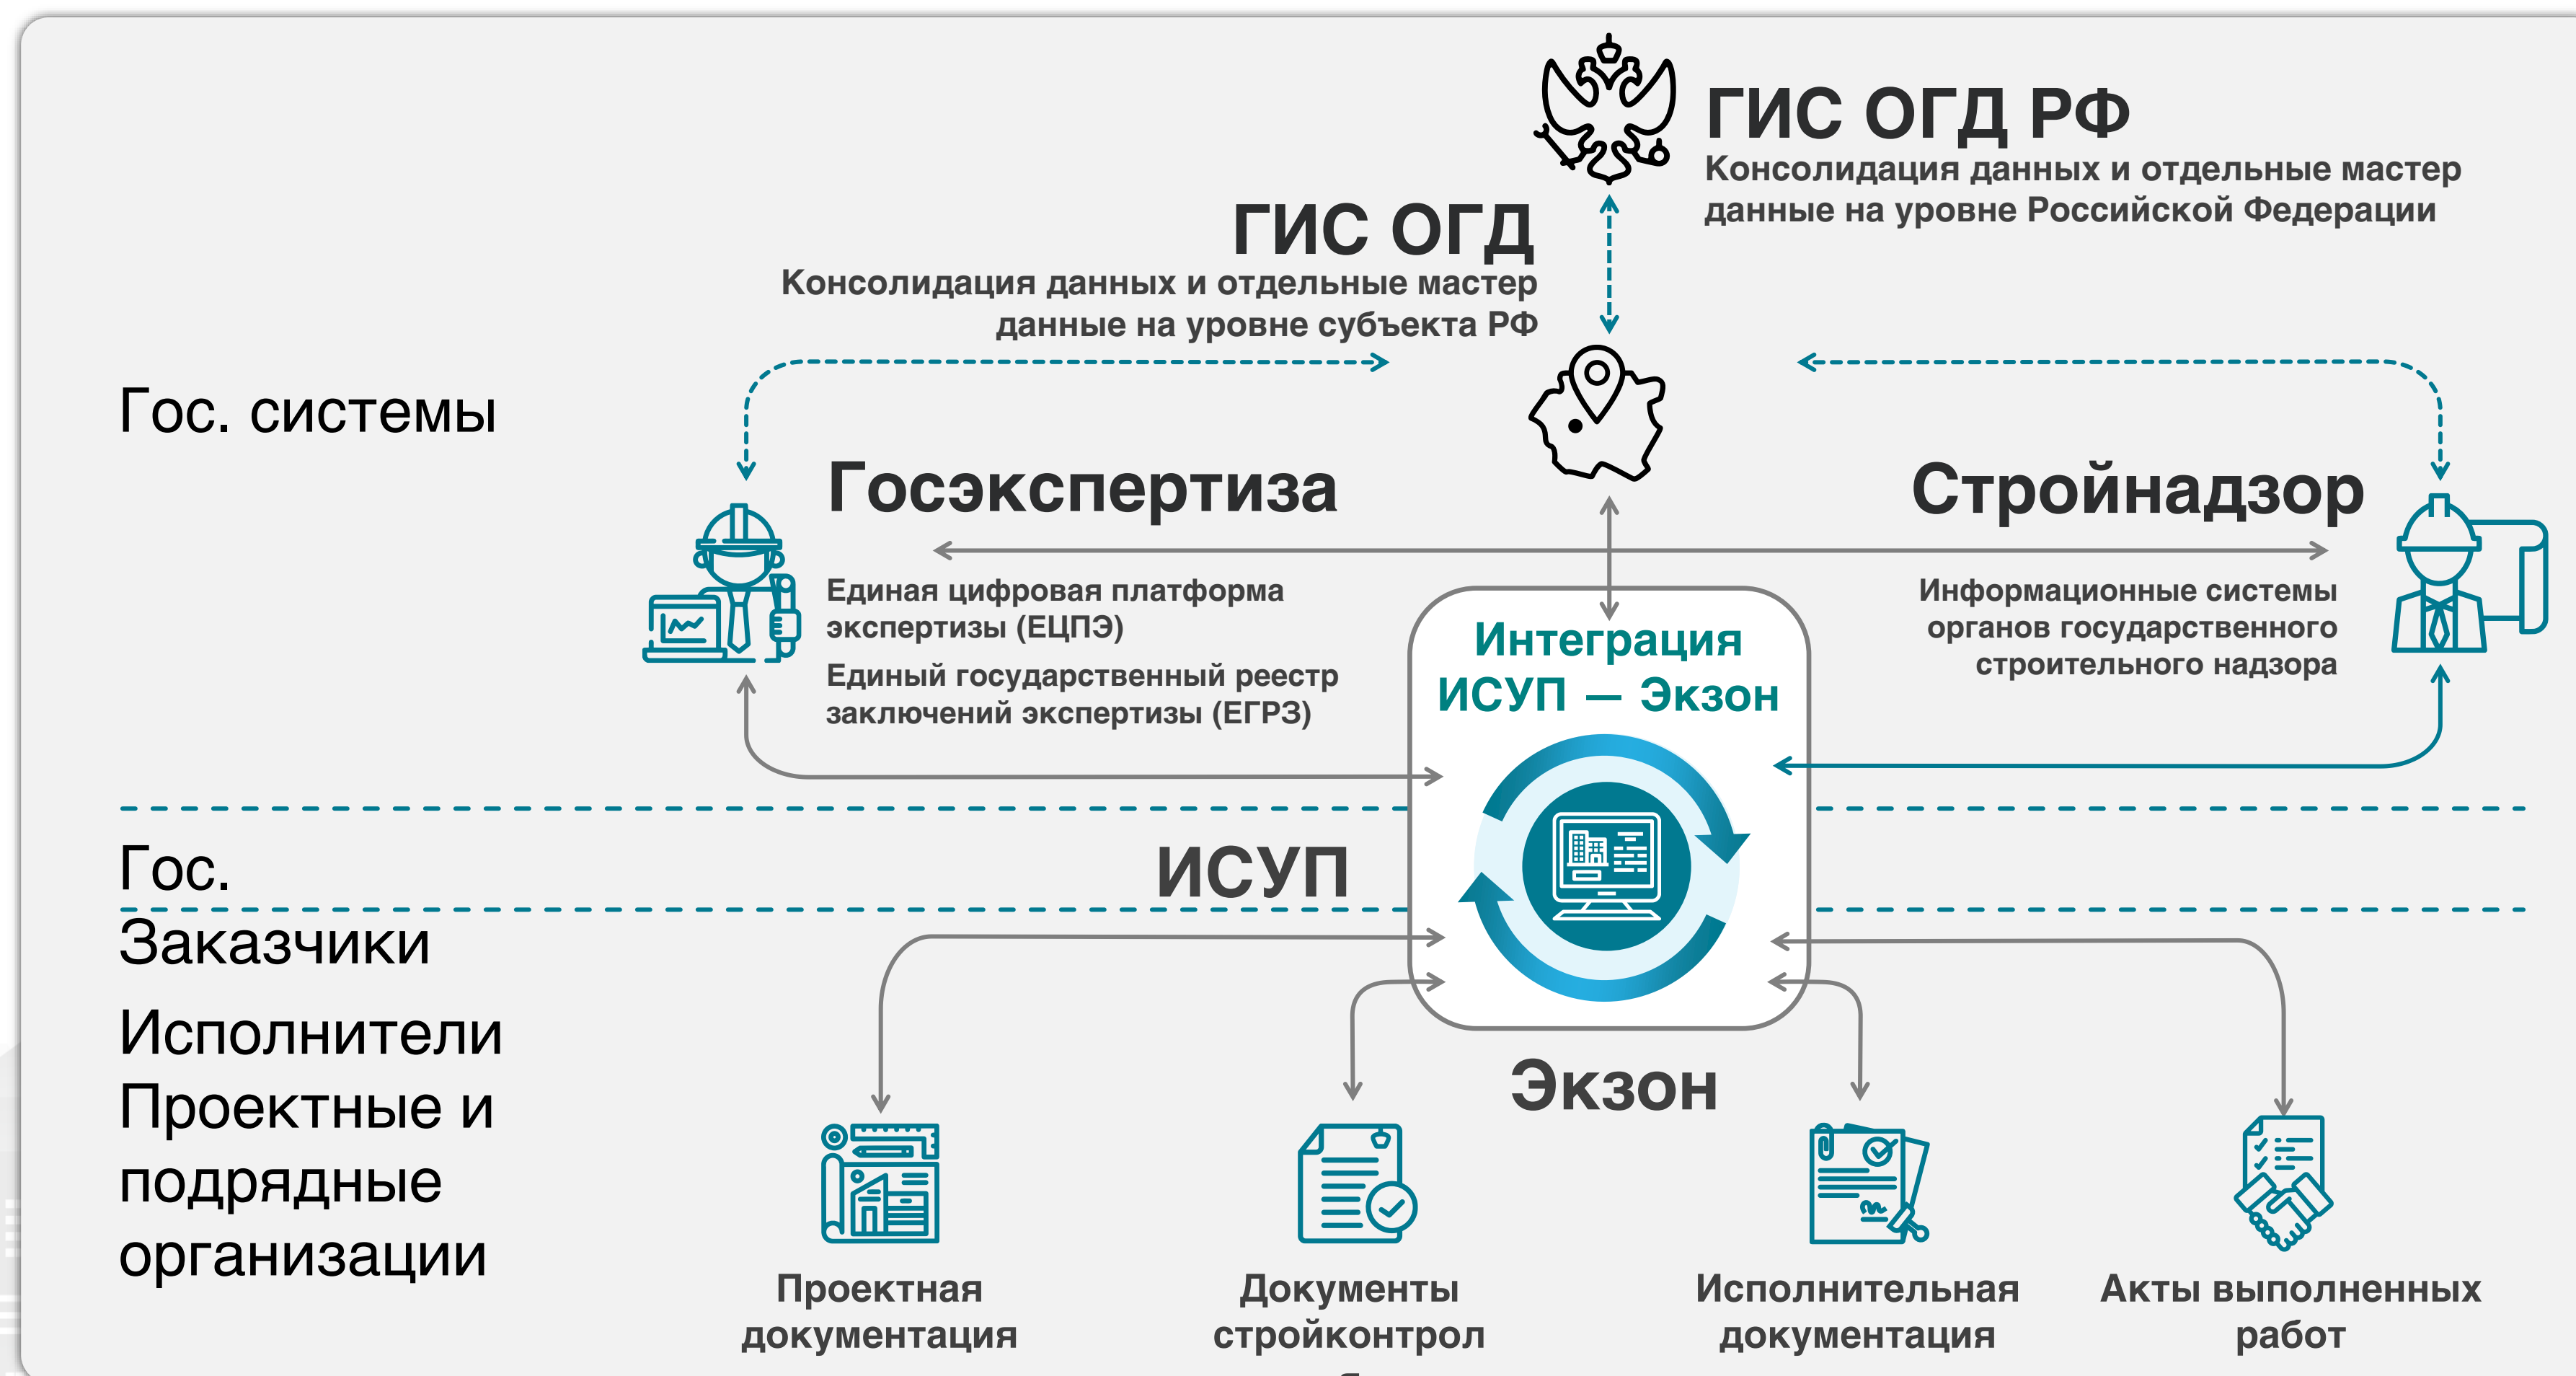 ГИС ОГД РФ
Консолидация данных и отдельные мастер
данные на уровне Российской Федерации
ГИС ОГД
Консолидация данных и отдельные мастер
данные на уровне субъекта РФ
Гос. системы
Госэкспертиза
Единая цифровая платформа
экспертизы (ЕЦПЭ)
Единый государственный реестр
заключений экспертизы (ЕГРЗ)
Стройнадзор
Информационные системы
органов государственного
строительного надзора
Интеграция
ИСУП — Экзон
Гос.
Заказчики
ИСУП
Исполнители
Проектные и
подрядные
организации
Экзон
Проектная
документация
Документы
стройконтрол
Исполнительная
документация
Акты выполненных
работ